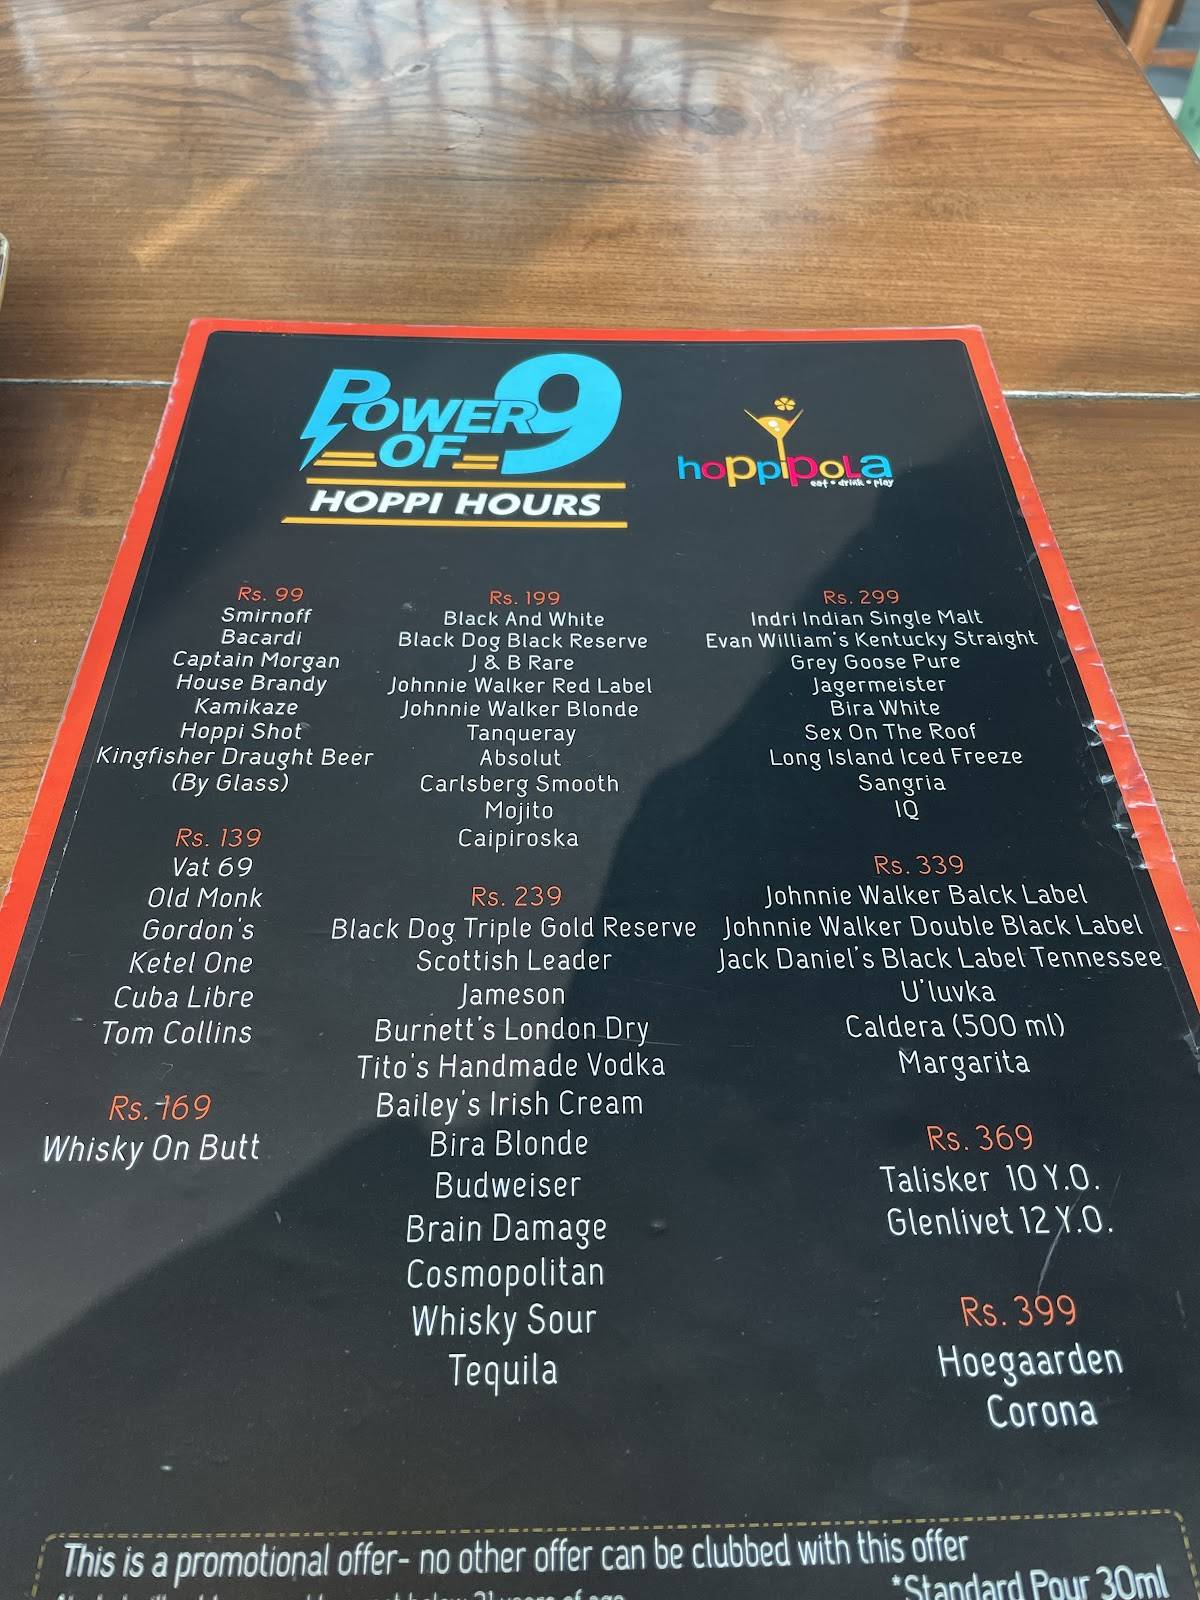 POWER
OF 9
HOPPI HOURS
hoppipola
eat • drink • play
Rs. 99
Smirnoff
Bacardi
Captain Morgan
House Brandy
Kamikaze
Hoppi Shot
Kingfisher Draught Beer
(By Glass)
Rs. 139
Vat 69
Old Monk
Gordon's
Ketel One
Cuba Libre
Tom Collins
Rs. 169
Whisky On Butt
Rs. 199
Black And White
Black Dog Black Reserve
J & B Rare
Johnnie Walker Red Label
Johnnie Walker Blonde
Tanqueray
Absolut
Carlsberg Smooth
Mojito
Caipiroska
Rs. 239
Black Dog Triple Gold Reserve
Scottish Leader
Jameson
Burnett's London Dry
Tito's Handmade Vodka
Bailey's Irish Cream
Bira Blonde
Budweiser
Brain Damage
Cosmopolitan
Whisky Sour
Tequila
Rs. 299
Indri Indian Single Malt
Evan William's Kentucky Straight
Grey Goose Pure
Jagermeister
Bira White
Sex On The Roof
Long Island Iced Freeze
Sangria
IQ
Rs. 339
Johnnie Walker Balck Label
Johnnie Walker Double Black Label
Jack Daniel's Black Label Tennessee
U'luvka
Caldera (500 ml)
Margarita
Rs. 369
Talisker 10 Y.O.
Glenlivet 12 Y.O.
Rs. 399
Hoegaarden
Corona
This is a promotional offer- no other offer can be clubbed with this offer
*Standard Pour 30ml